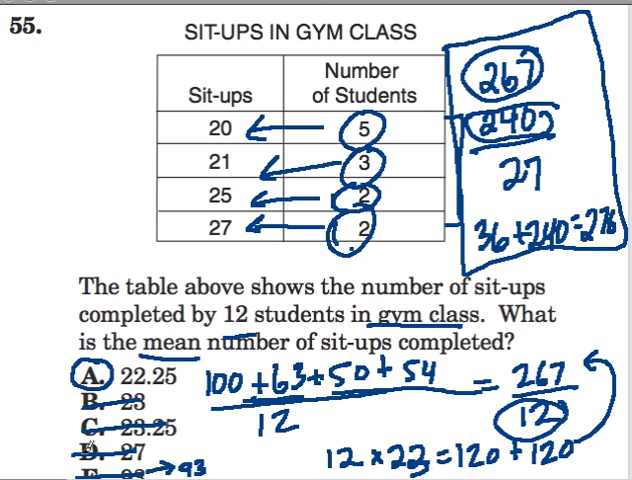 55.
SIT-UPS IN GYM CLASS
Sit-ups Number of Students
20 5
21 3
25 2
27 2
267
240
27
36+240=276
The table above shows the number of sit-ups
completed by 12 students in gym class. What
is the mean number of sit-ups completed?
A. 22.25
B. 23
C. 23.25
D. 27
E. 93
100+63+50+54 = 267
12 12
12 x 22=120+120